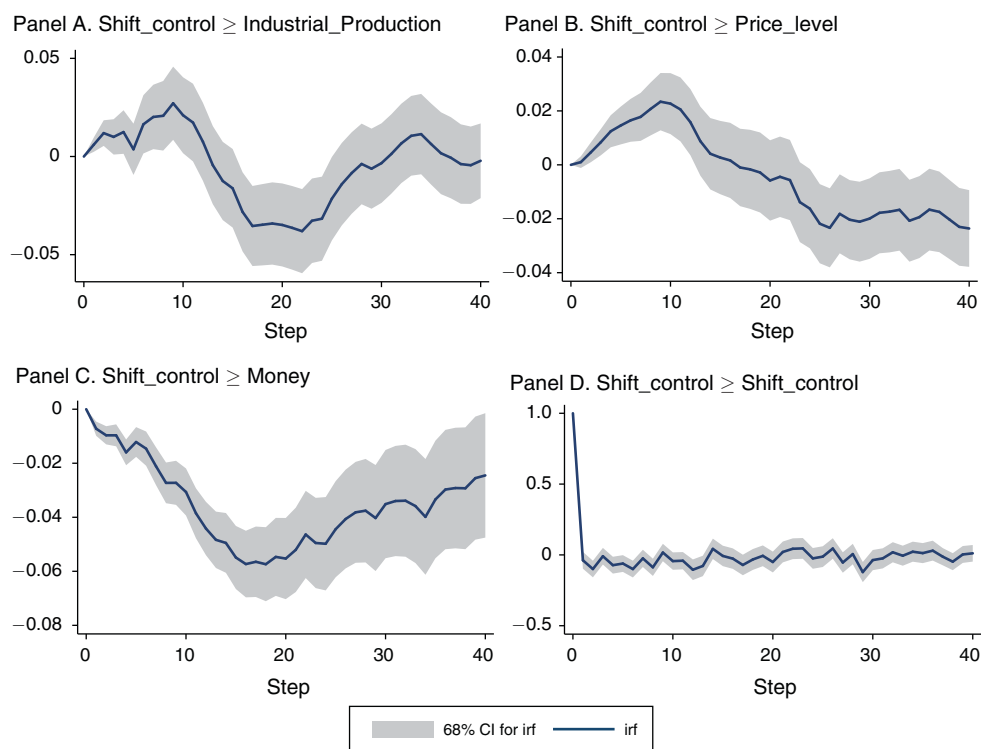 Panel A. Shift_control ≥ Industrial_Production
0.05
0
−0.05
0 10 20 30 40
Step
Panel B. Shift_control ≥ Price_level
0.04
0.02
0
−0.02
−0.04
0 10 20 30 40
Step
Panel C. Shift_control ≥ Money
0
−0.02
−0.04
−0.06
−0.08
0 10 20 30 40
Step
Panel D. Shift_control ≥ Shift_control
1.0
0.5
0
−0.5
0 10 20 30 40
Step
68% CI for irf irf